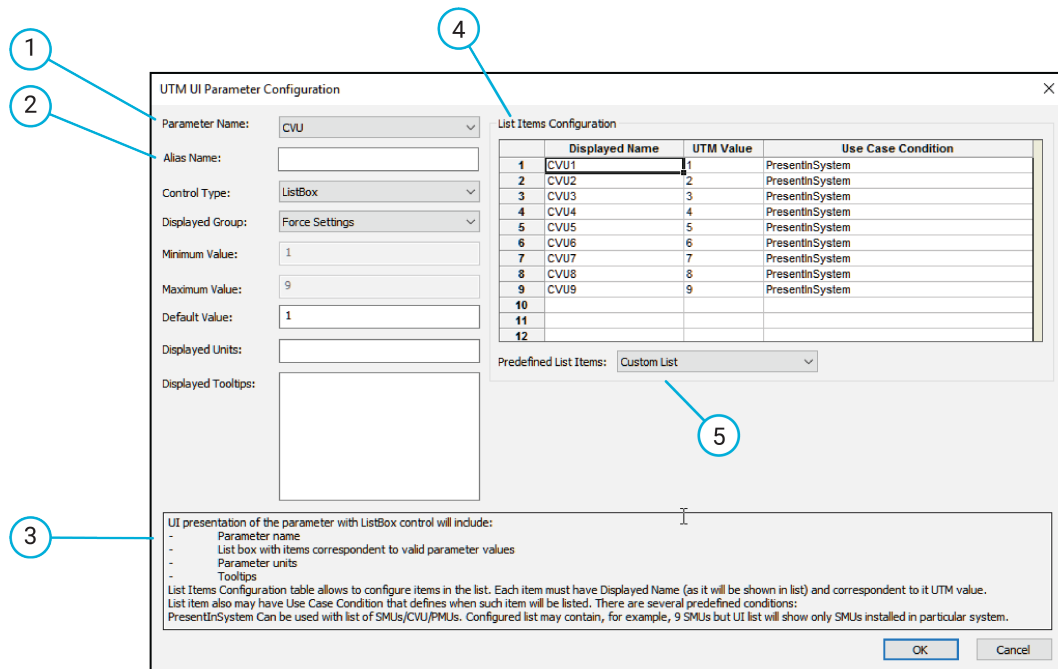 1
4
2
UTM UI Parameter Configuration
Parameter Name: CVU
Alias Name:
Control Type: ListBox
Displayed Group: Force Settings
Minimum Value: 1
Maximum Value: 9
Default Value: 1
Displayed Units:
Displayed Tooltips:
List Items Configuration
Displayed Name UTM Value Use Case Condition
1 CVU1 1 PresentInSystem
2 CVU2 2 PresentInSystem
3 CVU3 3 PresentInSystem
4 CVU4 4 PresentInSystem
5 CVU5 5 PresentInSystem
6 CVU6 6 PresentInSystem
7 CVU7 7 PresentInSystem
8 CVU8 8 PresentInSystem
9 CVU9 9 PresentInSystem
10
11
12
Predefined List Items: Custom List
5
3
UI presentation of the parameter with ListBox control will include:
- Parameter name
- List box with items correspondent to valid parameter values
- Parameter units
- Tooltips
List Items Configuration table allows to configure items in the list. Each item must have Displayed Name (as it will be shown in list) and correspondent to it UTM value.
List item also may have Use Case Condition that defines when such item will be listed. There are several predefined conditions:
PresentInSystem Can be used with list of SMUs/CVU/PMUs. Configured list may contain, for example, 9 SMUs but UI list will show only SMUs installed in particular system.
OK Cancel